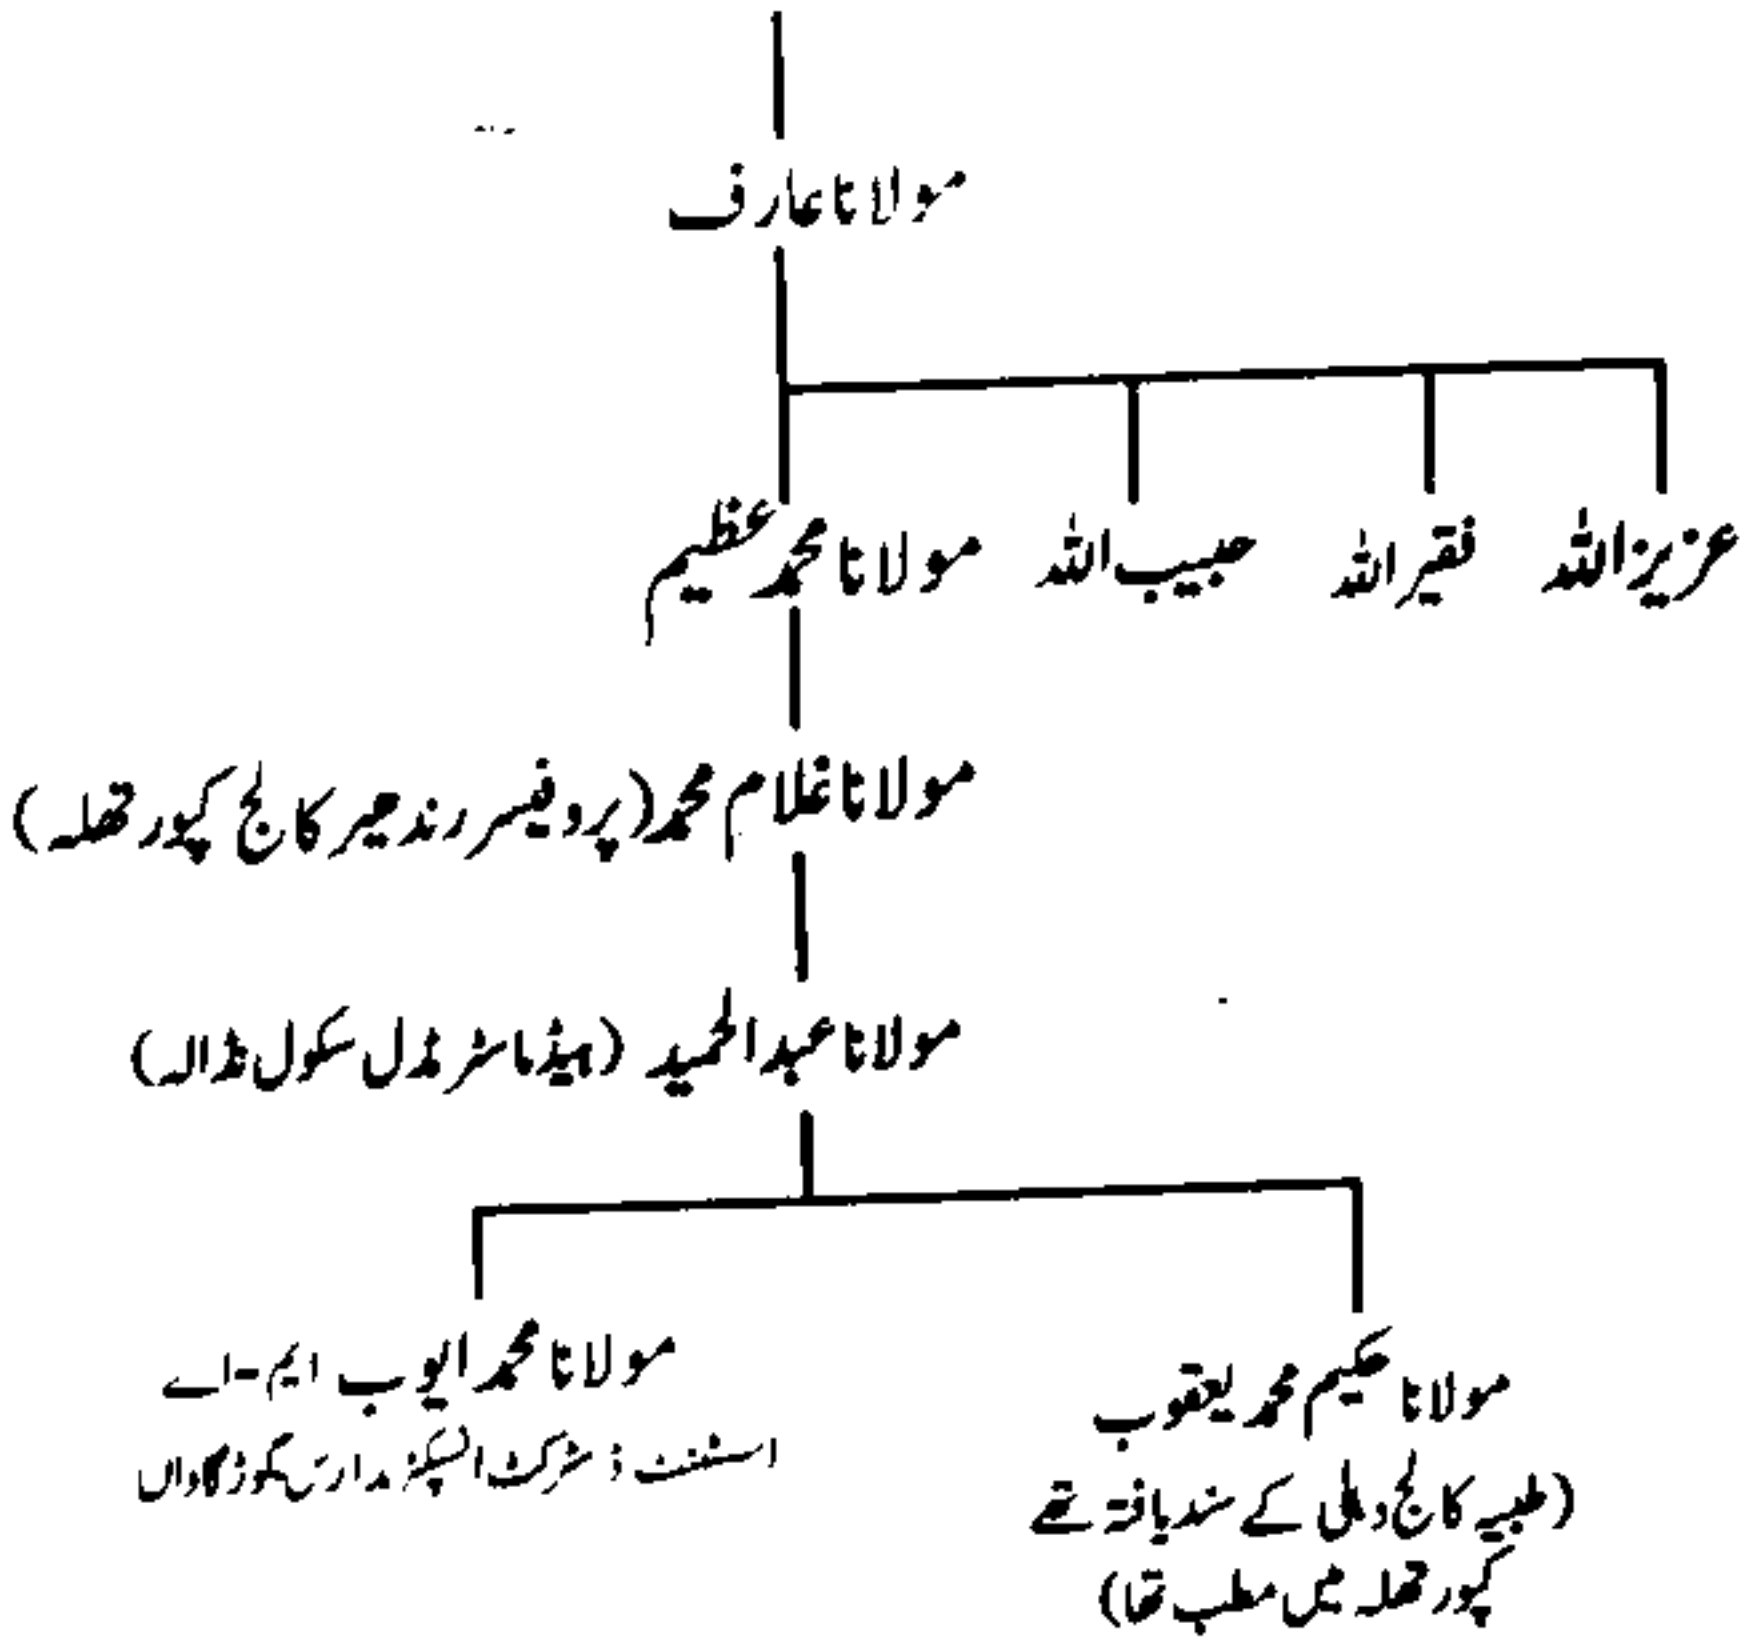 مولانا عارف
عزیز اللہ فقیر اللہ حبیب اللہ مولانا محمد عظیم
مولانا غلام محمد (پروفیسر رندھیر کالج کپور تھلہ)
مولانا عبدالحمید (ہیڈ ماسٹر مڈل سکول نڈالہ)
مولانا حکیم محمد یعقوب
(طبیہ کالج دہلی کے سند یافتہ تھے
کپور تھلہ میں مطب تھا)
مولانا محمد ایوب ایم-اے
اسسٹنٹ ڈسٹرکٹ انسپکٹر مدارس گوڑگاواں